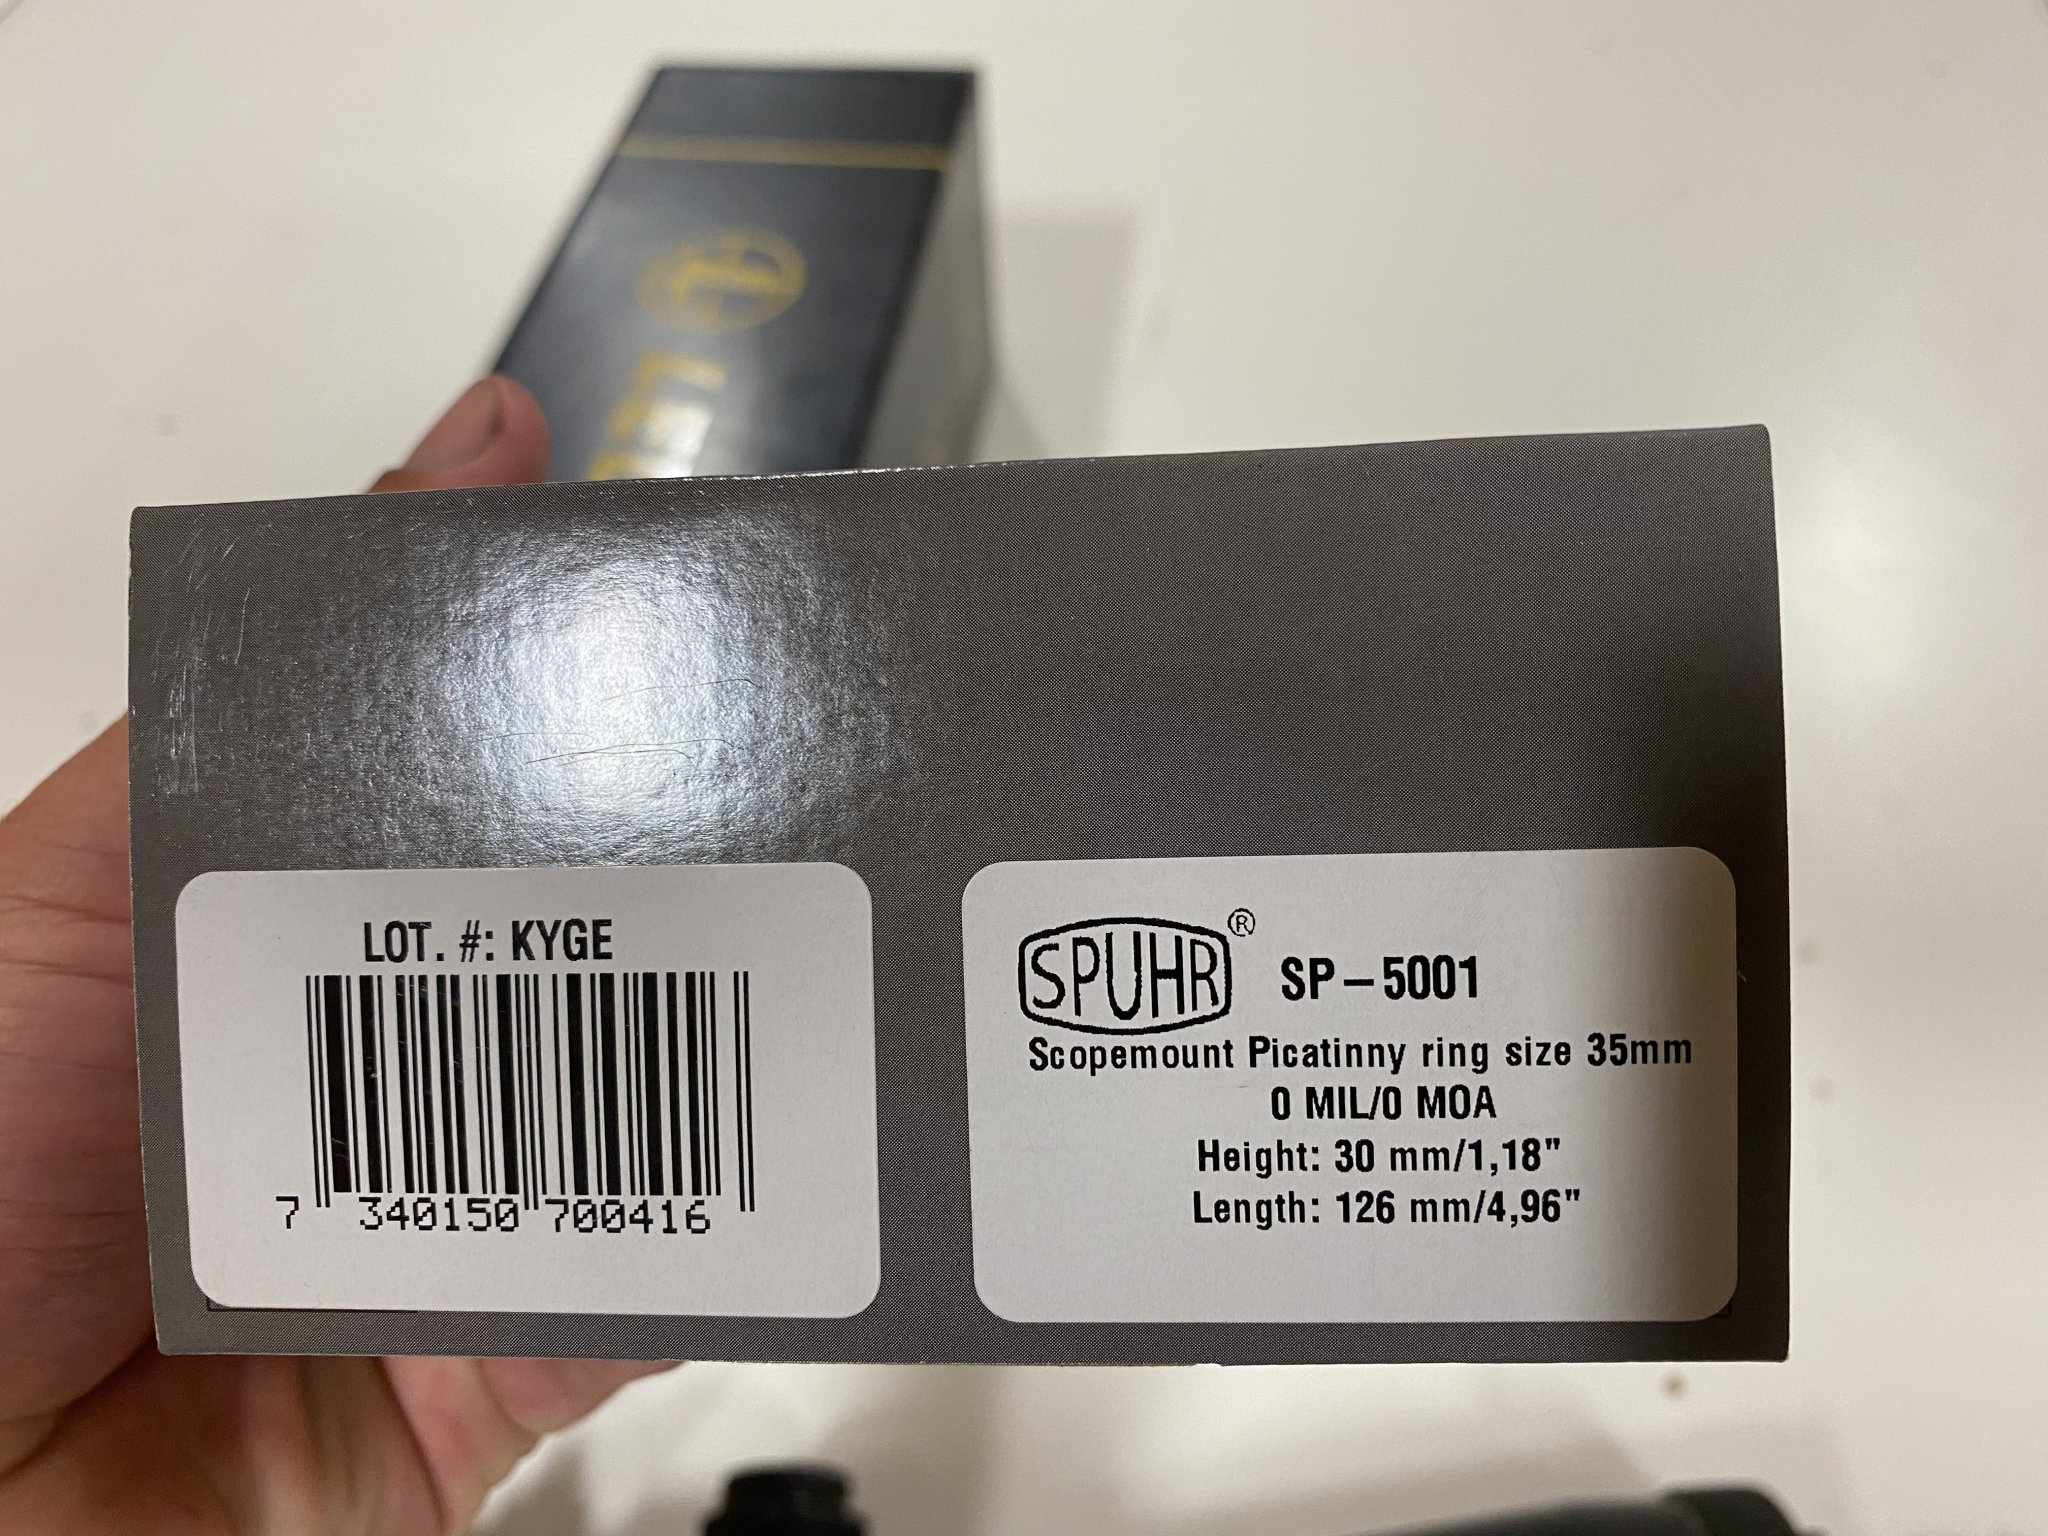 LOT. #: KYGE
7 340150 700416
SPUHR® SP-5001
Scopemount Picatinny ring size 35mm
0 MIL/0 MOA
Height: 30 mm/1,18"
Length: 126 mm/4,96"